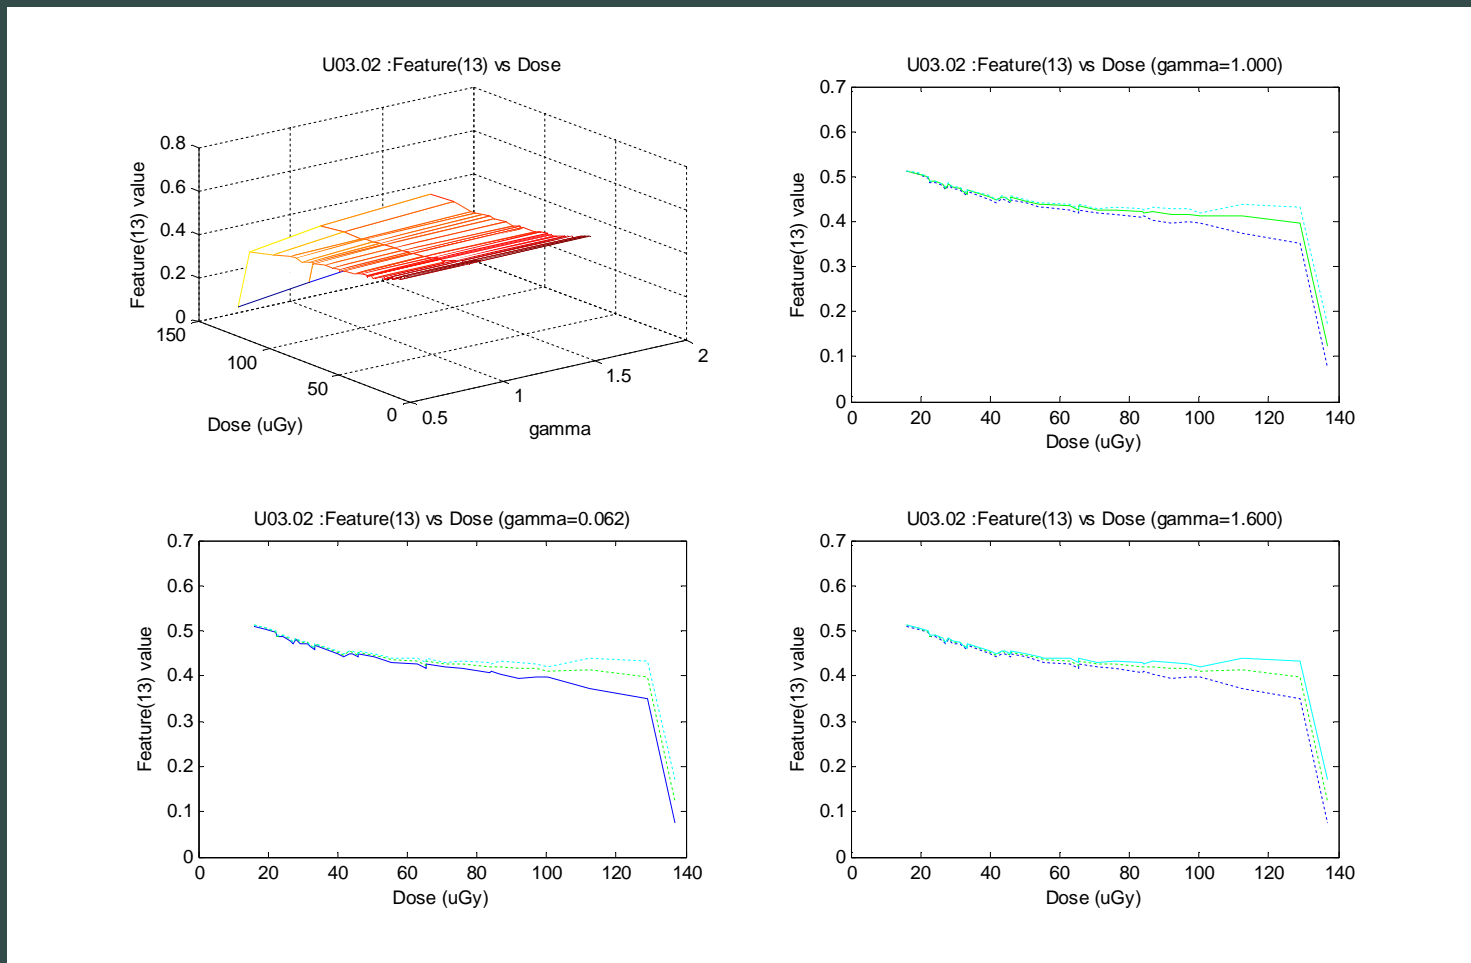 U03.02 :Feature(13) vs Dose
Feature(13) value
0.8
0.6
0.4
0.2
0
150
100
50
0
0.5
1
1.5
2
Dose (uGy)
gamma
U03.02 :Feature(13) vs Dose (gamma=1.000)
Feature(13) value
0.7
0.6
0.5
0.4
0.3
0.2
0.1
0
0 20 40 60 80 100 120 140
Dose (uGy)
U03.02 :Feature(13) vs Dose (gamma=0.062)
Feature(13) value
0.7
0.6
0.5
0.4
0.3
0.2
0.1
0
0 20 40 60 80 100 120 140
Dose (uGy)
U03.02 :Feature(13) vs Dose (gamma=1.600)
Feature(13) value
0.7
0.6
0.5
0.4
0.3
0.2
0.1
0
0 20 40 60 80 100 120 140
Dose (uGy)